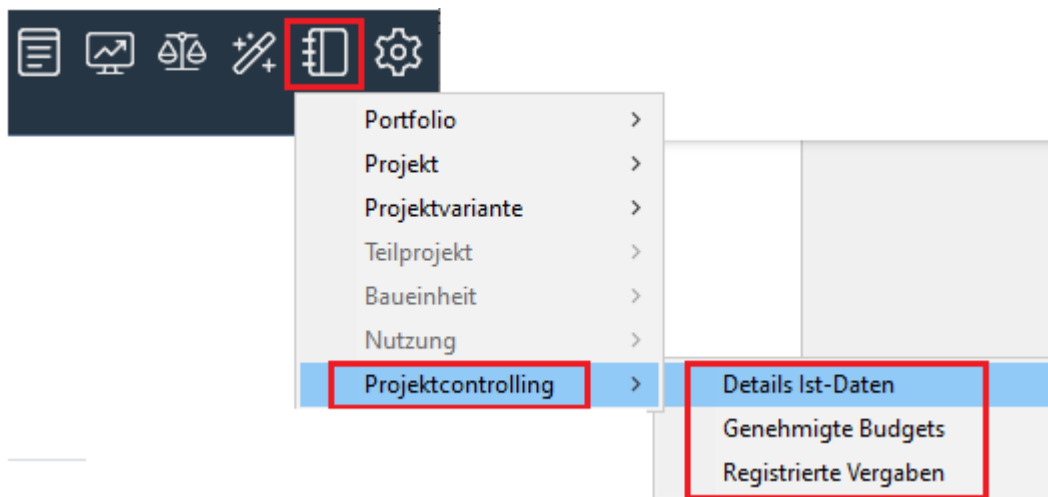 Portfolio
Projekt
Projektvariante
Teilprojekt
Baueinheit
Nutzung
Projektcontrolling
Details Ist-Daten
Genehmigte Budgets
Registrierte Vergaben